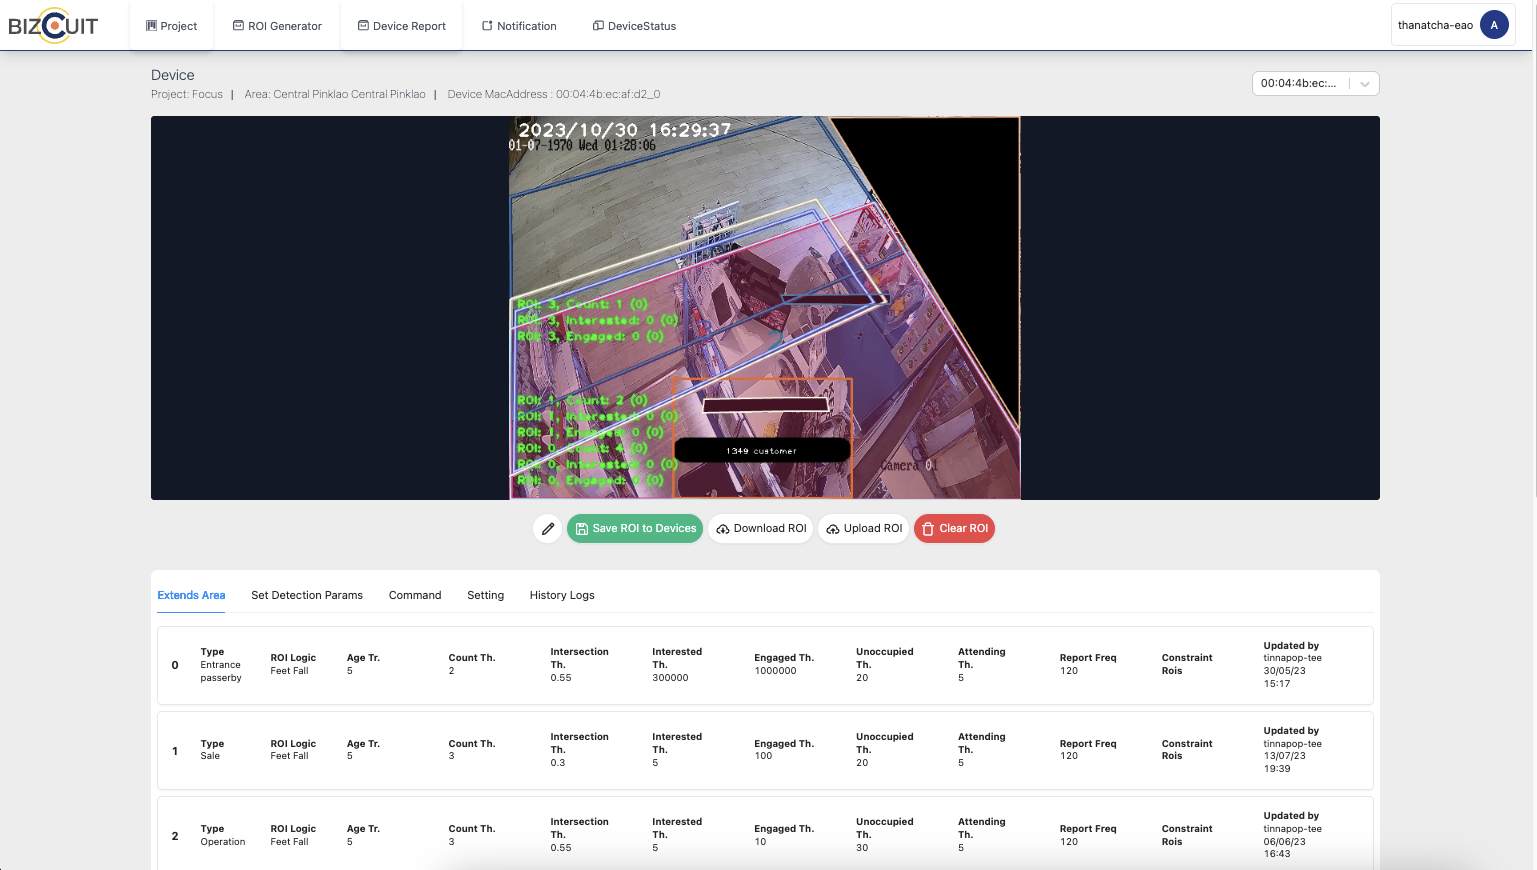 BIZCUIT
Project
ROI Generator
Device Report
Notification
DeviceStatus
thanatcha-eao
A
Device
Project: Focus | Area: Central Pinklao Central Pinklao | Device MacAddress : 00:04:4b:ec:af:d2_0
00:04:4b:ec:...
2023/10/30 16:29:37
01-07-1970 Wed 01:28:06
ROI: 3, Count: 1 (0)
ROI: 3, Interested: 0 (0)
ROI: 3, Engaged: 0 (0)
ROI: 1, Count: 2 (0)
ROI: 1, Interested: 0 (0)
ROI: 1, Engaged: 0 (0)
ROI: 0, Count: 4 (0)
ROI: 0, Interested: 0 (0)
ROI: 0, Engaged: 0 (0)
1349 customer
Camera 01
Save ROI to Devices
Download ROI
Upload ROI
Clear ROI
Extends Area
Set Detection Params
Command
Setting
History Logs
0
Type
Entrance
passerby
ROI Logic
Feet Fall
Age Tr.
5
Count Th.
2
Intersection
Th.
0.55
Interested
Th.
300000
Engaged Th.
1000000
Unoccupied
Th.
20
Attending
Th.
5
Report Freq
120
Constraint
Rois
Updated by
tinnapop-tee
30/05/23
15:17
1
Type
Sale
ROI Logic
Feet Fall
Age Tr.
5
Count Th.
3
Intersection
Th.
0.3
Interested
Th.
5
Engaged Th.
100
Unoccupied
Th.
20
Attending
Th.
5
Report Freq
120
Constraint
Rois
Updated by
tinnapop-tee
13/07/23
19:39
2
Type
Operation
ROI Logic
Feet Fall
Age Tr.
5
Count Th.
3
Intersection
Th.
0.55
Interested
Th.
5
Engaged Th.
10
Unoccupied
Th.
30
Attending
Th.
5
Report Freq
120
Constraint
Rois
Updated by
tinnapop-tee
06/06/23
16:43